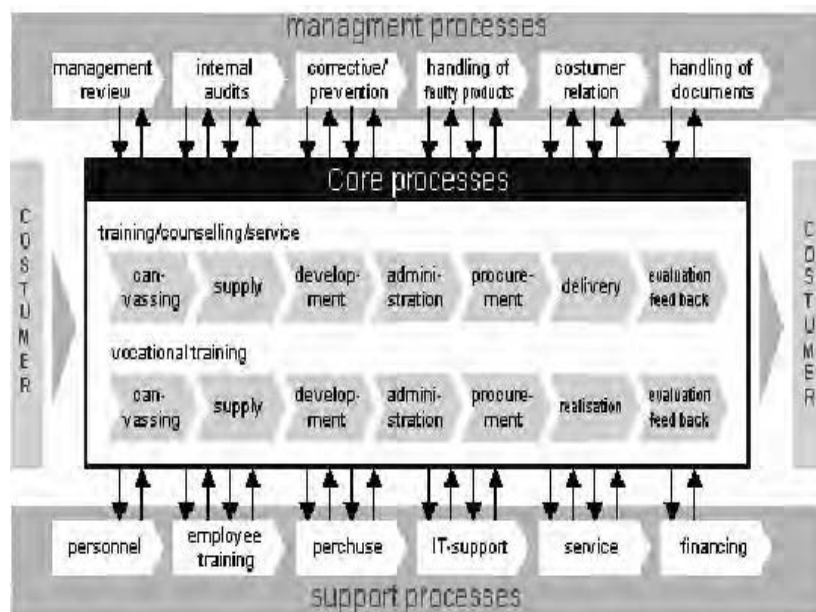 managment processes
management review
internal audits
corrective/ prevention
handling of faulty products
costumer relation
handling of documents
COSTUMER
Core processes
COSTUMER
training/counselling/service
can-vassing
supply
develop-ment
admini-stration
procure-ment
delivery
evaluation feed back
vocational training
can-vassing
supply
develop-ment
admini-stration
procure-ment
realisation
evaluation feed back
personnel
employee training
perchuse
IT-support
service
financing
support processes